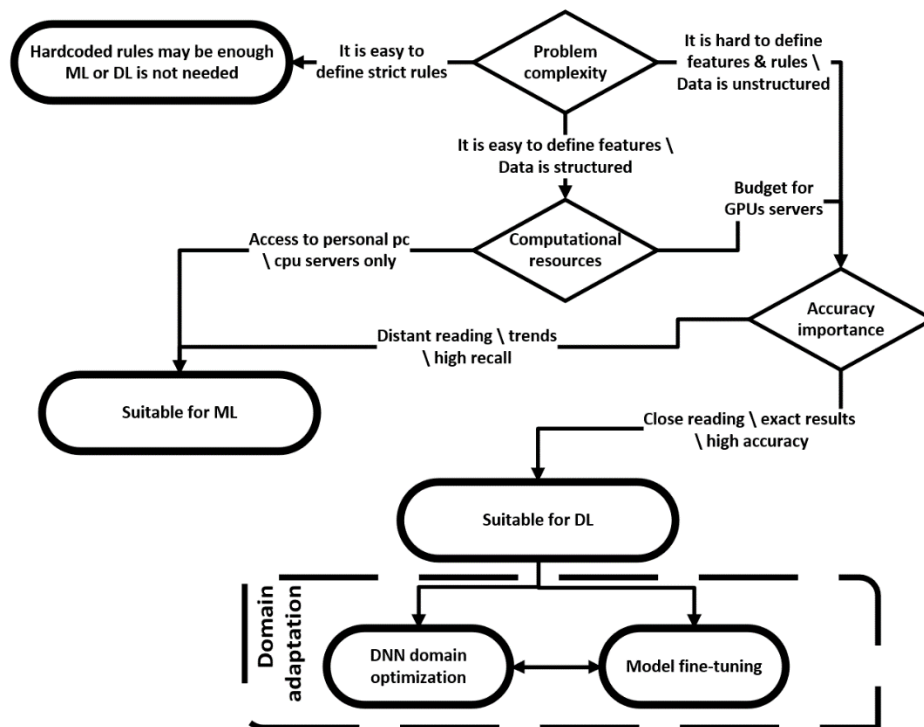 Hardcoded rules may be enough
ML or DL is not needed
It is easy to
define strict rules
Problem
complexity
It is hard to define
features & rules \
Data is unstructured
It is easy to define features \
Data is structured
Budget for
GPUs servers
Access to personal pc
\ cpu servers only
Computational
resources
Accuracy
importance
Distant reading \ trends
\ high recall
Suitable for ML
Close reading \ exact results
\ high accuracy
Suitable for DL
Domain
adaptation
DNN domain
optimization
Model fine-tuning